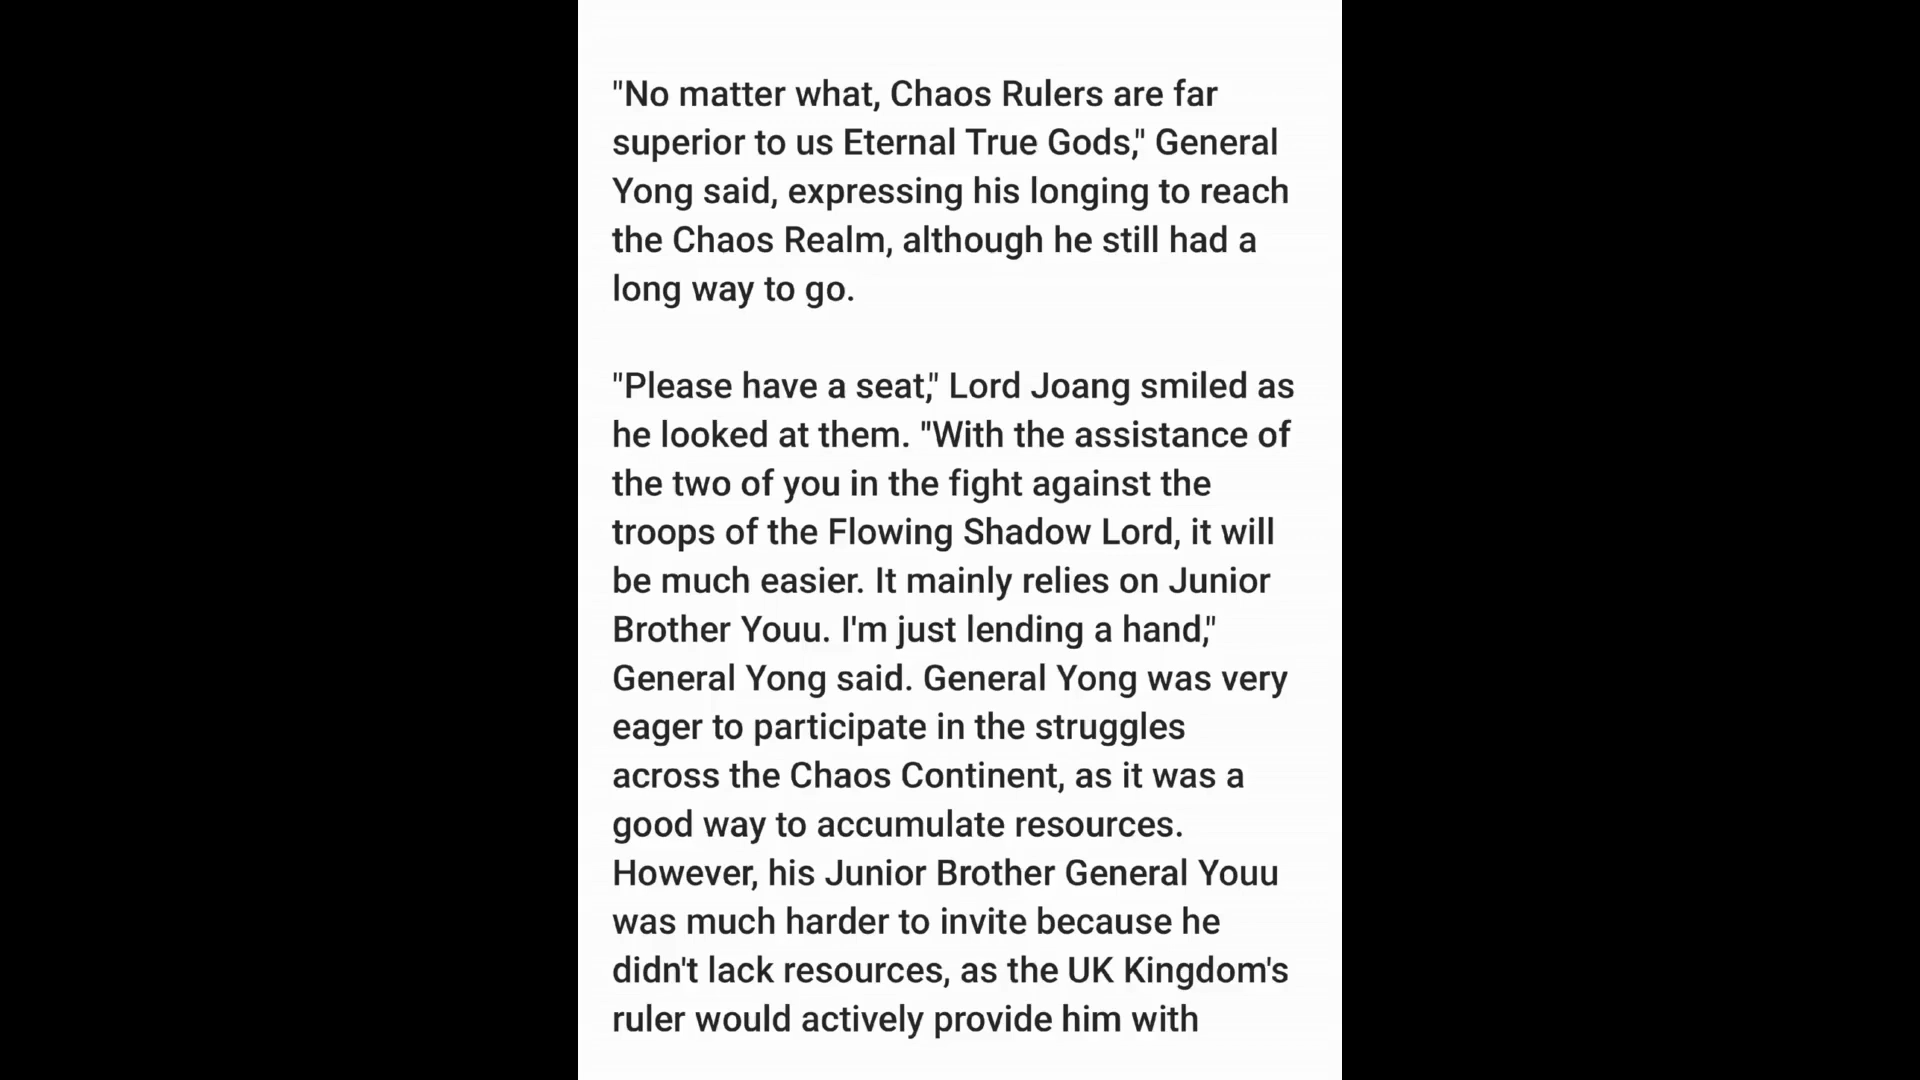 "No matter what, Chaos Rulers are far
superior to us Eternal True Gods," General
Yong said, expressing his longing to reach
the Chaos Realm, although he still had a
long way to go.
"Please have a seat," Lord Joang smiled as
he looked at them. "With the assistance of
the two of you in the fight against the
troops of the Flowing Shadow Lord, it will
be much easier. It mainly relies on Junior
Brother Youu. I'm just lending a hand,"
General Yong said. General Yong was very
eager to participate in the struggles
across the Chaos Continent, as it was a
good way to accumulate resources.
However, his Junior Brother General Youu
was much harder to invite because he
didn't lack resources, as the UK Kingdom's
ruler would actively provide him with